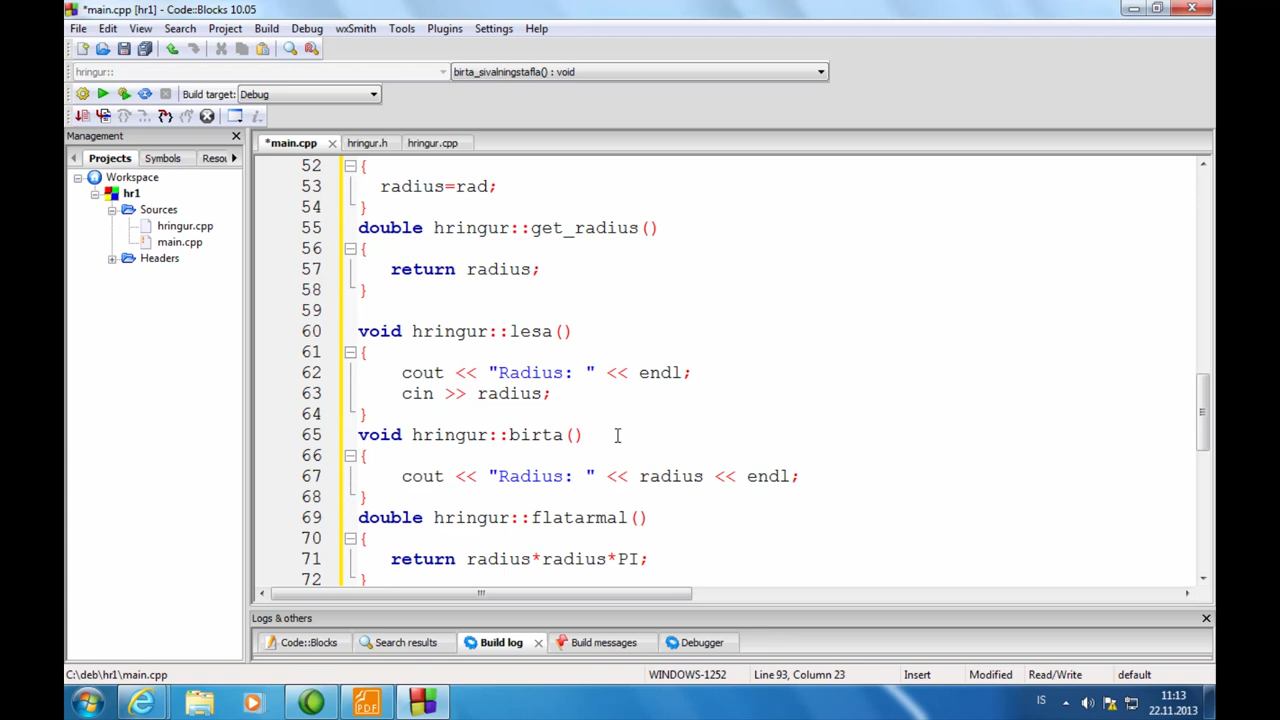 *main.cpp [hr1] - Code::Blocks 10.05
File Edit View Search Project Build Debug wxSmith Tools Plugins Settings Help
hringur:: birta_sivalningstafla() : void
Build target: Debug
Management
Projects Symbols Resou
*main.cpp hringur.h hringur.cpp
Workspace
hr1
Sources
hringur.cpp
main.cpp
Headers
52 {
53 radius=rad;
54 }
55 double hringur::get_radius()
56 {
57 return radius;
58 }
59
60 void hringur::lesa()
61 {
62 cout << "Radius: " << endl;
63 cin >> radius;
64 }
65 void hringur::birta()
66 {
67 cout << "Radius: " << radius << endl;
68 }
69 double hringur::flatarmal()
70 {
71 return radius*radius*PI;
72 }
Logs & others
Code::Blocks Search results Build log Build messages Debugger
C:\deb\hr1\main.cpp WINDOWS-1252 Line 93, Column 23 Insert Modified Read/Write default
PDF IS 11:13
22.11.2013